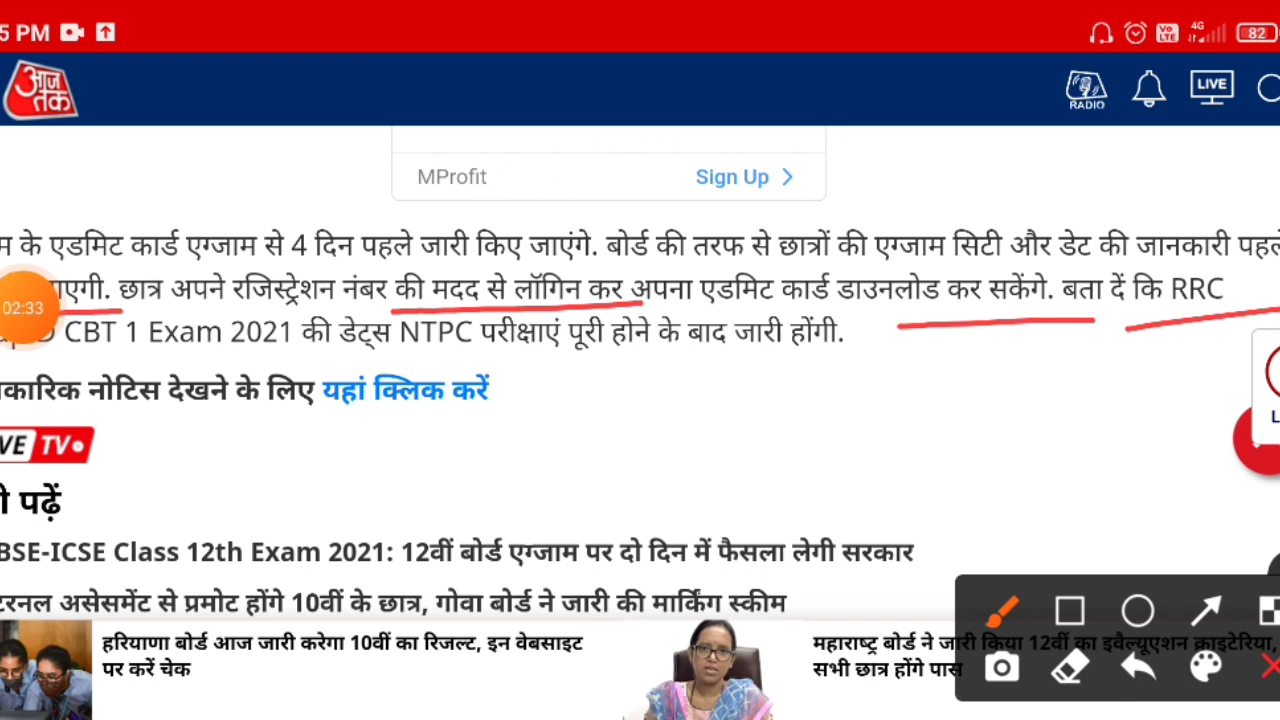 5 PM
VO LTE
4G
82
आज तक
RADIO
LIVE
MProfit
Sign Up
के एडमिट कार्ड एग्जाम से 4 दिन पहले जारी किए जाएंगे. बोर्ड की तरफ से छात्रों की एग्जाम सिटी और डेट की जानकारी पहले
02:33
छात्र अपने रजिस्ट्रेशन नंबर की मदद से लॉगिन कर अपना एडमिट कार्ड डाउनलोड कर सकेंगे. बता दें कि RRC
CBT 1 Exam 2021 की डेट्स NTPC परीक्षाएं पूरी होने के बाद जारी होंगी.
नोटिस देखने के लिए यहां क्लिक करें
VE TV
पढ़ें
BSE-ICSE Class 12th Exam 2021: 12वीं बोर्ड एग्जाम पर दो दिन में फैसला लेगी सरकार
असेसमेंट से प्रमोट होंगे 10वीं के छात्र, गोवा बोर्ड ने जारी की मार्किंग स्कीम
हरियाणा बोर्ड आज जारी करेगा 10वीं का रिजल्ट, इन वेबसाइट
पर करें चेक
महाराष्ट्र बोर्ड ने जारी किया 12वीं का इवैल्यूएशन क्राइटेरिया,
सभी छात्र होंगे पास